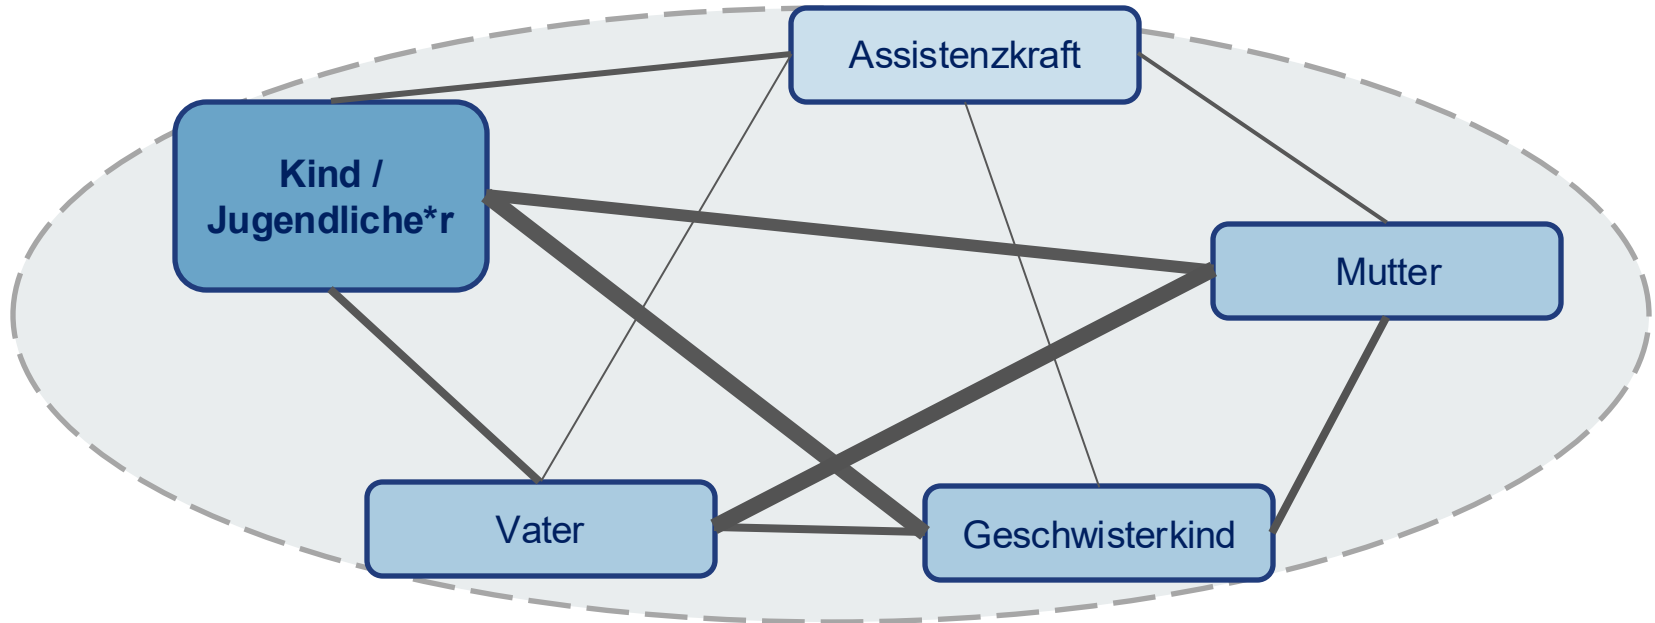 Assistenzkraft
Kind /
Jugendliche*r
Mutter
Vater
Geschwisterkind